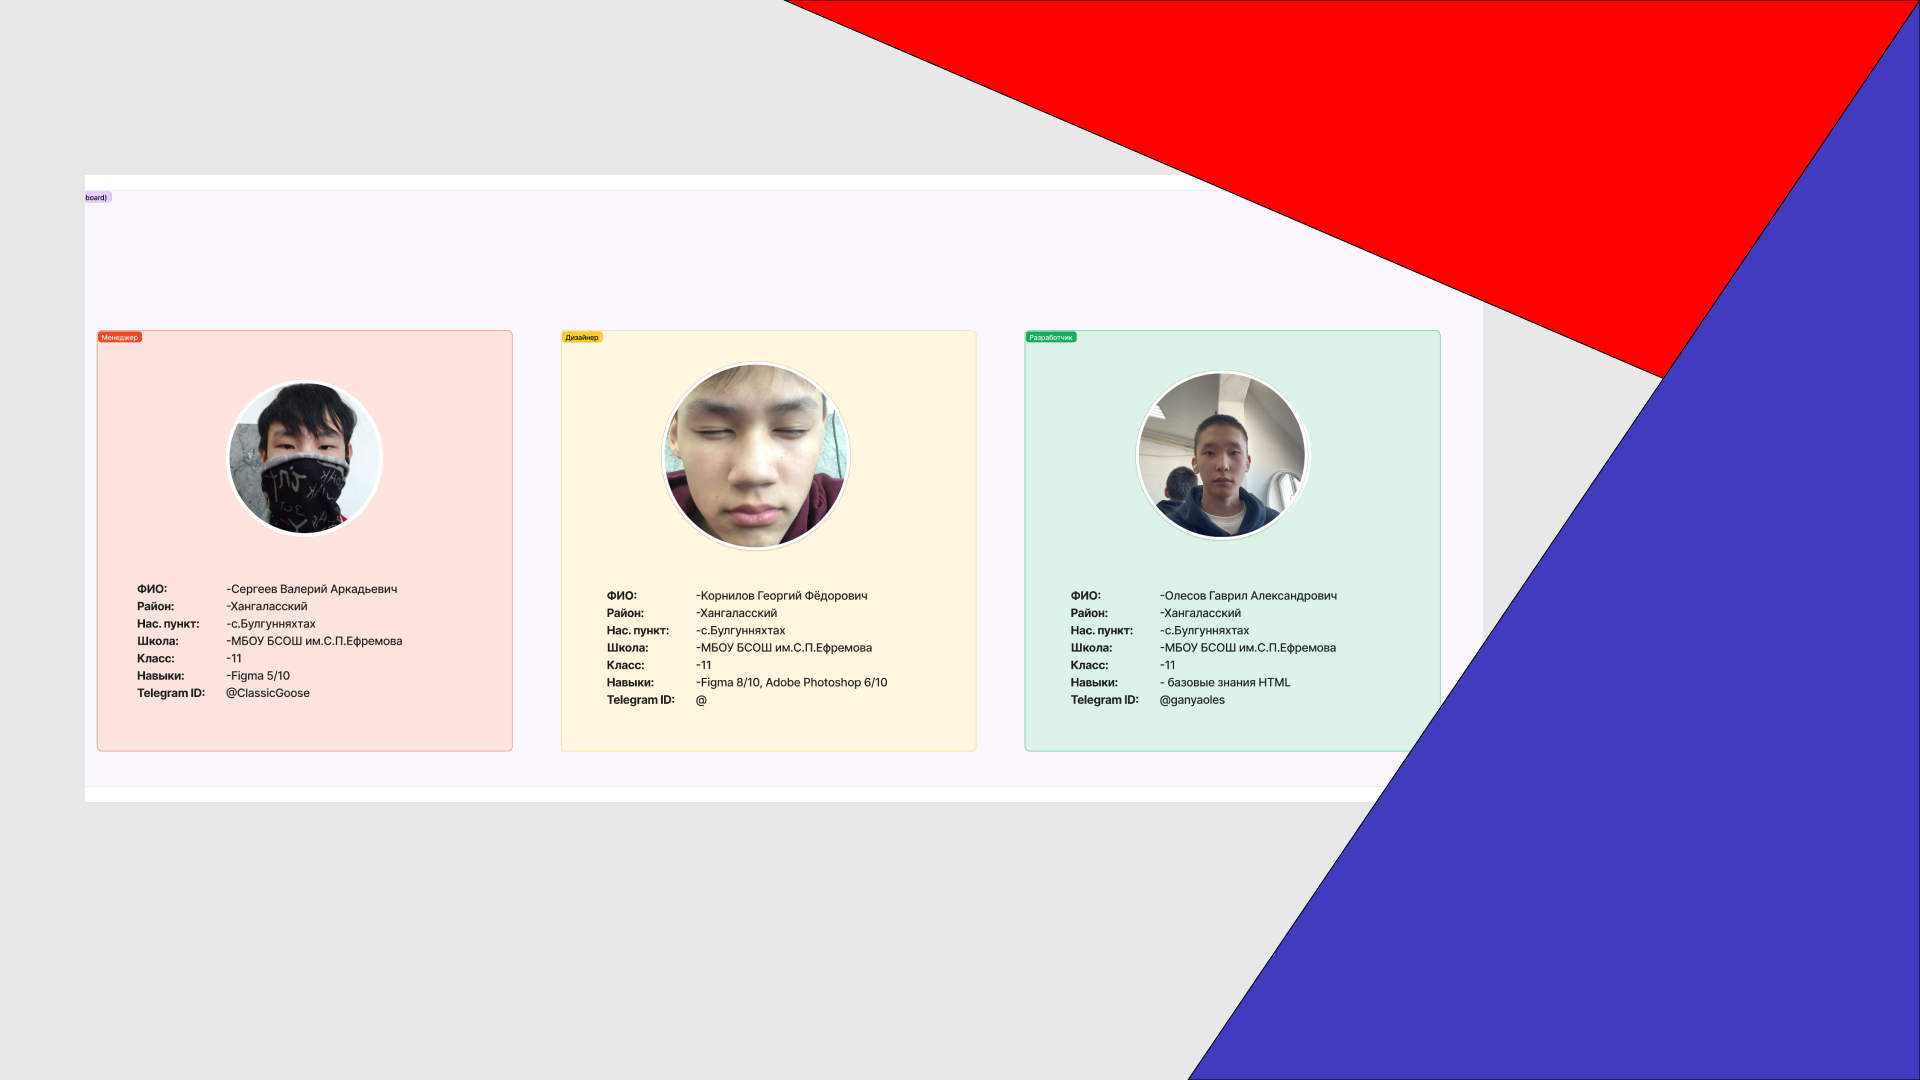 board)
Менеджер
ФИО: -Сергеев Валерий Аркадьевич
Район: -Хангаласский
Нас. пункт: -с.Булгунняхтах
Школа: -МБОУ БСОШ им.С.П.Ефремова
Класс: -11
Навыки: -Figma 5/10
Telegram ID: @ClassicGoose
Дизайнер
ФИО: -Корнилов Георгий Фёдорович
Район: -Хангаласский
Нас. пункт: -с.Булгунняхтах
Школа: -МБОУ БСОШ им.С.П.Ефремова
Класс: -11
Навыки: -Figma 8/10, Adobe Photoshop 6/10
Telegram ID: @
Разработчик
ФИО: -Олесов Гаврил Александрович
Район: -Хангаласский
Нас. пункт: -с.Булгунняхтах
Школа: -МБОУ БСОШ им.С.П.Ефремова
Класс: -11
Навыки: - базовые знания HTML
Telegram ID: @ganyaoles